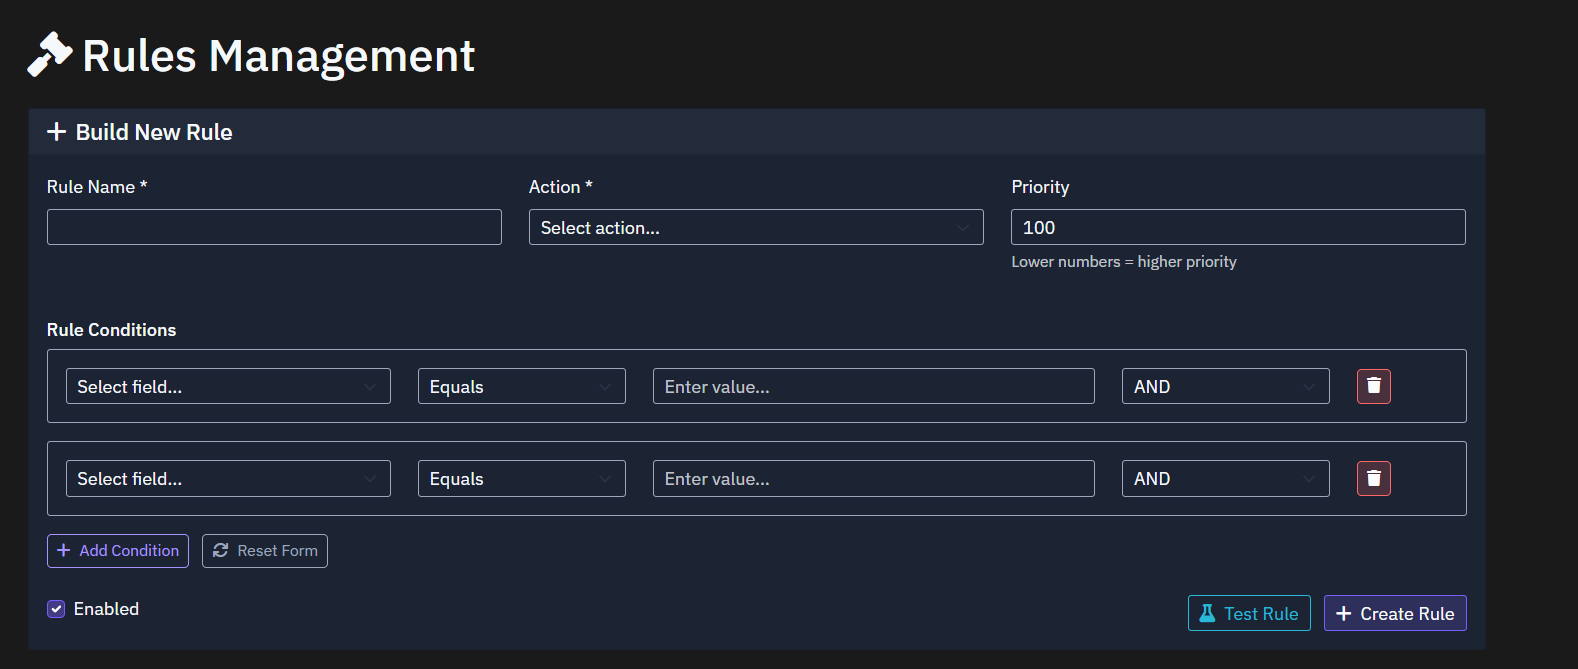 Rules Management
Build New Rule
Rule Name * Action * Priority
Select action... 100
Lower numbers = higher priority
Rule Conditions
Select field... Equals Enter value... AND
Select field... Equals Enter value... AND
Add Condition Reset Form
Enabled Test Rule Create Rule